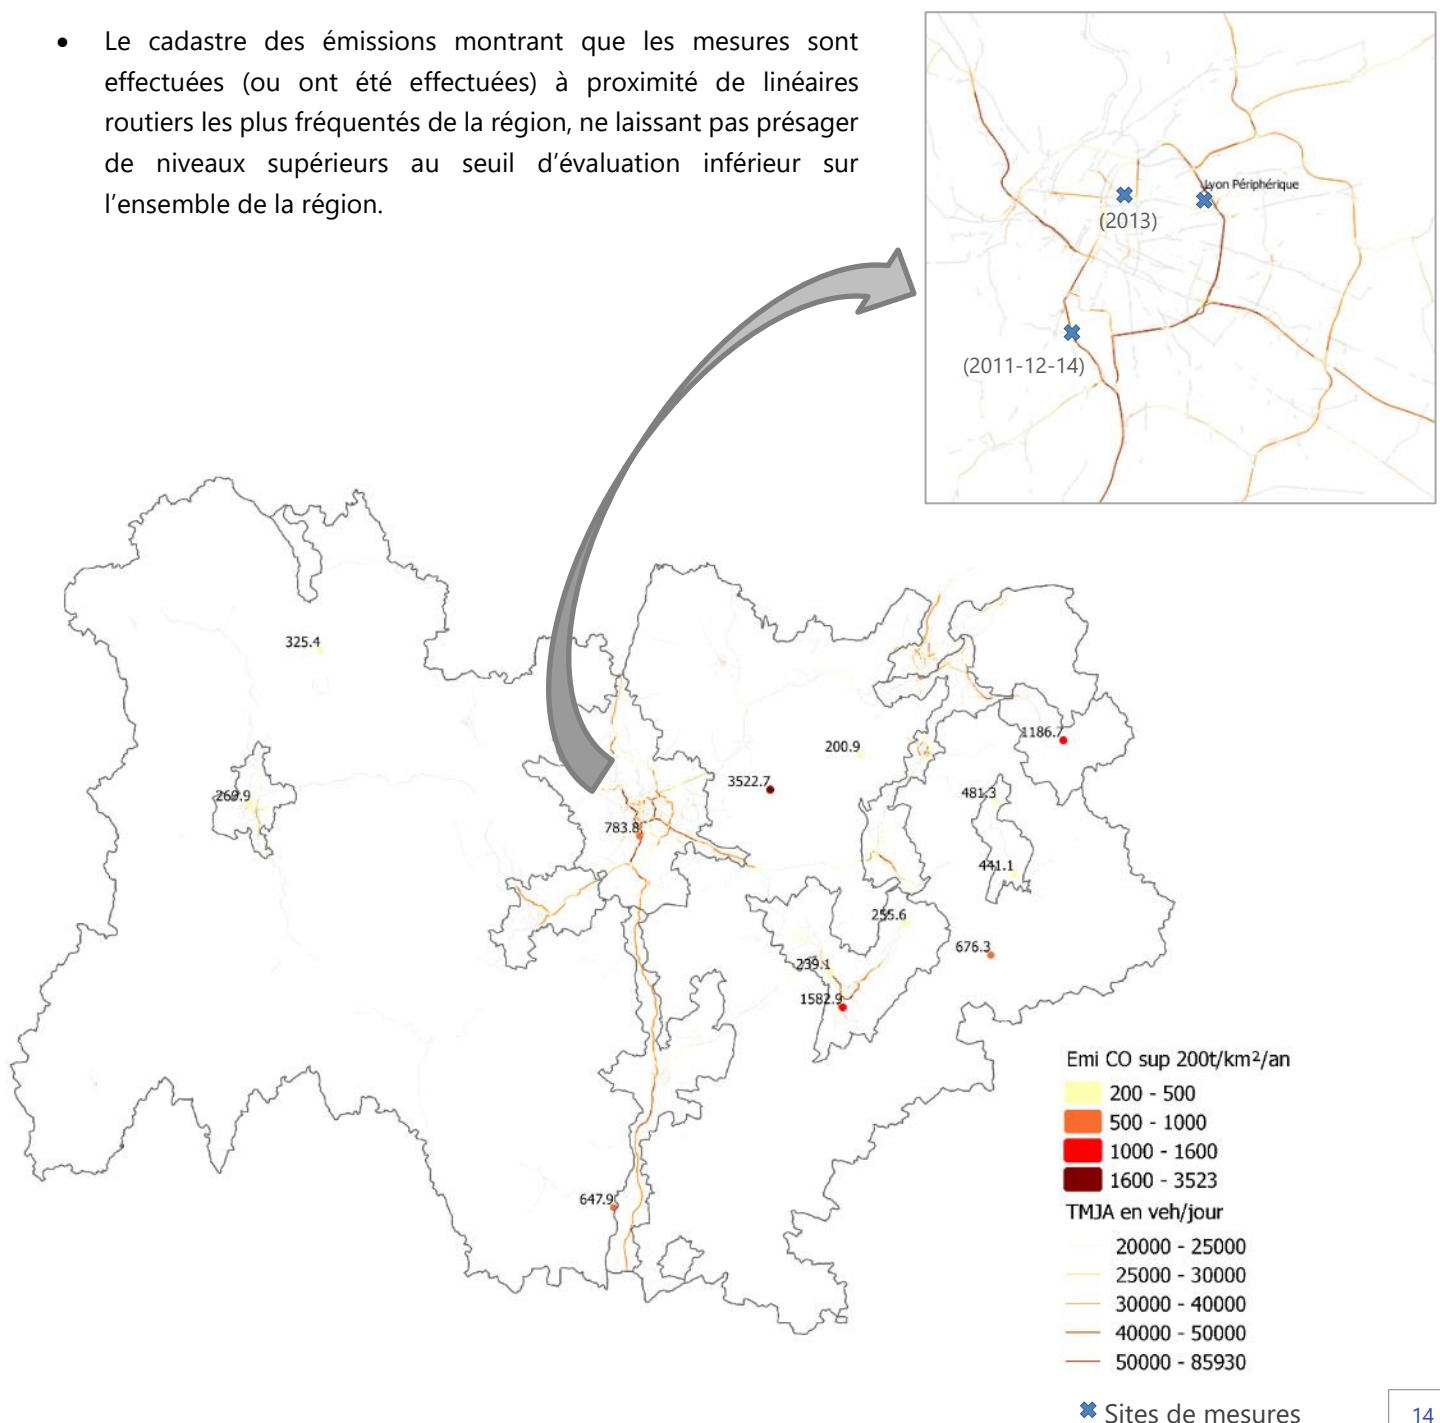 • Le cadastre des émissions montrant que les mesures sont
effectuées (ou ont été effectuées) à proximité de linéaires
routiers les plus fréquentés de la région, ne laissant pas présager
de niveaux supérieurs au seuil d’évaluation inférieur sur
l’ensemble de la région.
Lyon Périphérique
(2013)
(2011-12-14)
325.4
1186.7
200.9
3522.7
481.3
269.9
783.8
441.1
255.6
676.3
239.1
1582.9
647.9
Emi CO sup 200t/km²/an
200 - 500
500 - 1000
1000 - 1600
1600 - 3523
TMJA en veh/jour
20000 - 25000
25000 - 30000
30000 - 40000
40000 - 50000
50000 - 85930
Sites de mesures
14